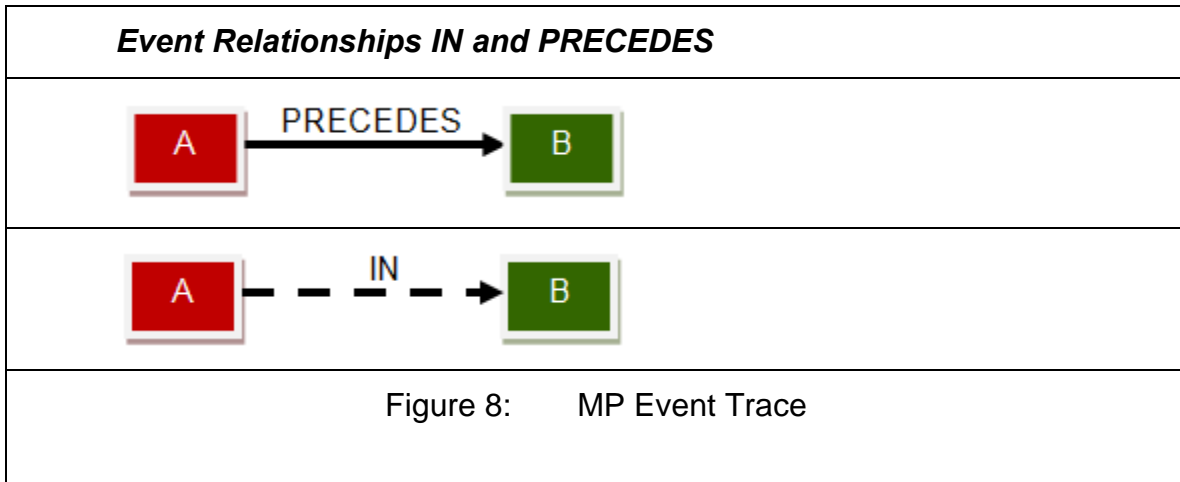 Event Relationships IN and PRECEDES
A PRECEDES B
A IN B
Figure 8: MP Event Trace